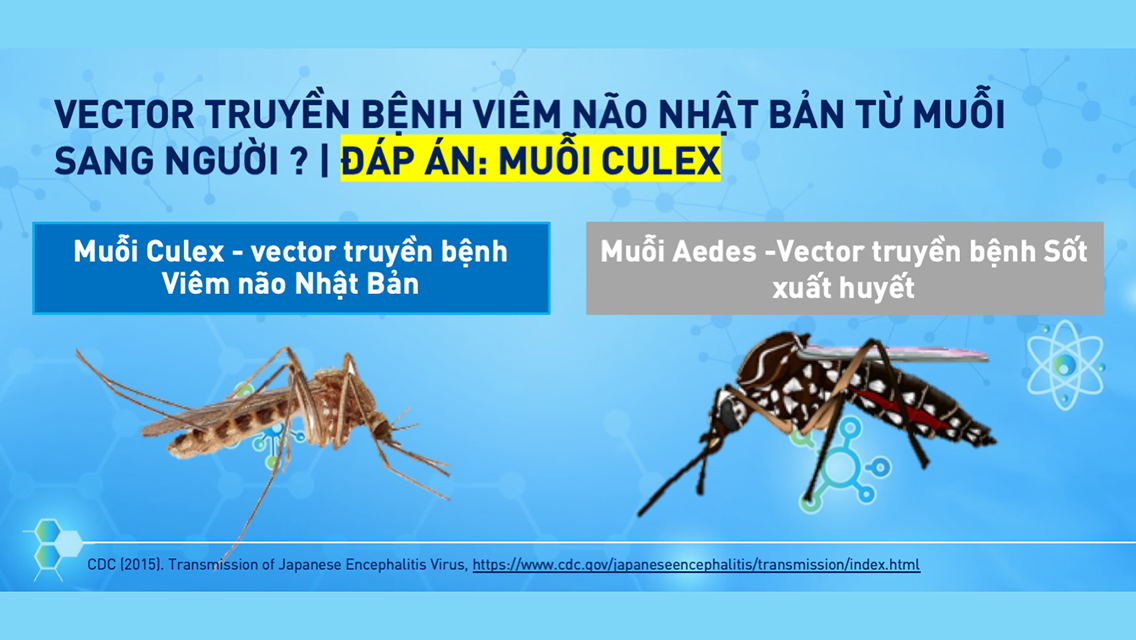 VECTOR TRUYỀN BỆNH VIÊM NÃO NHẬT BẢN TỪ MUỖI
SANG NGƯỜI ? | ĐÁP ÁN: MUỖI CULEX
Muỗi Culex - vector truyền bệnh
Viêm não Nhật Bản
Muỗi Aedes -Vector truyền bệnh Sốt
xuất huyết
CDC (2015). Transmission of Japanese Encephalitis Virus, https://www.cdc.gov/japaneseencephalitis/transmission/index.html